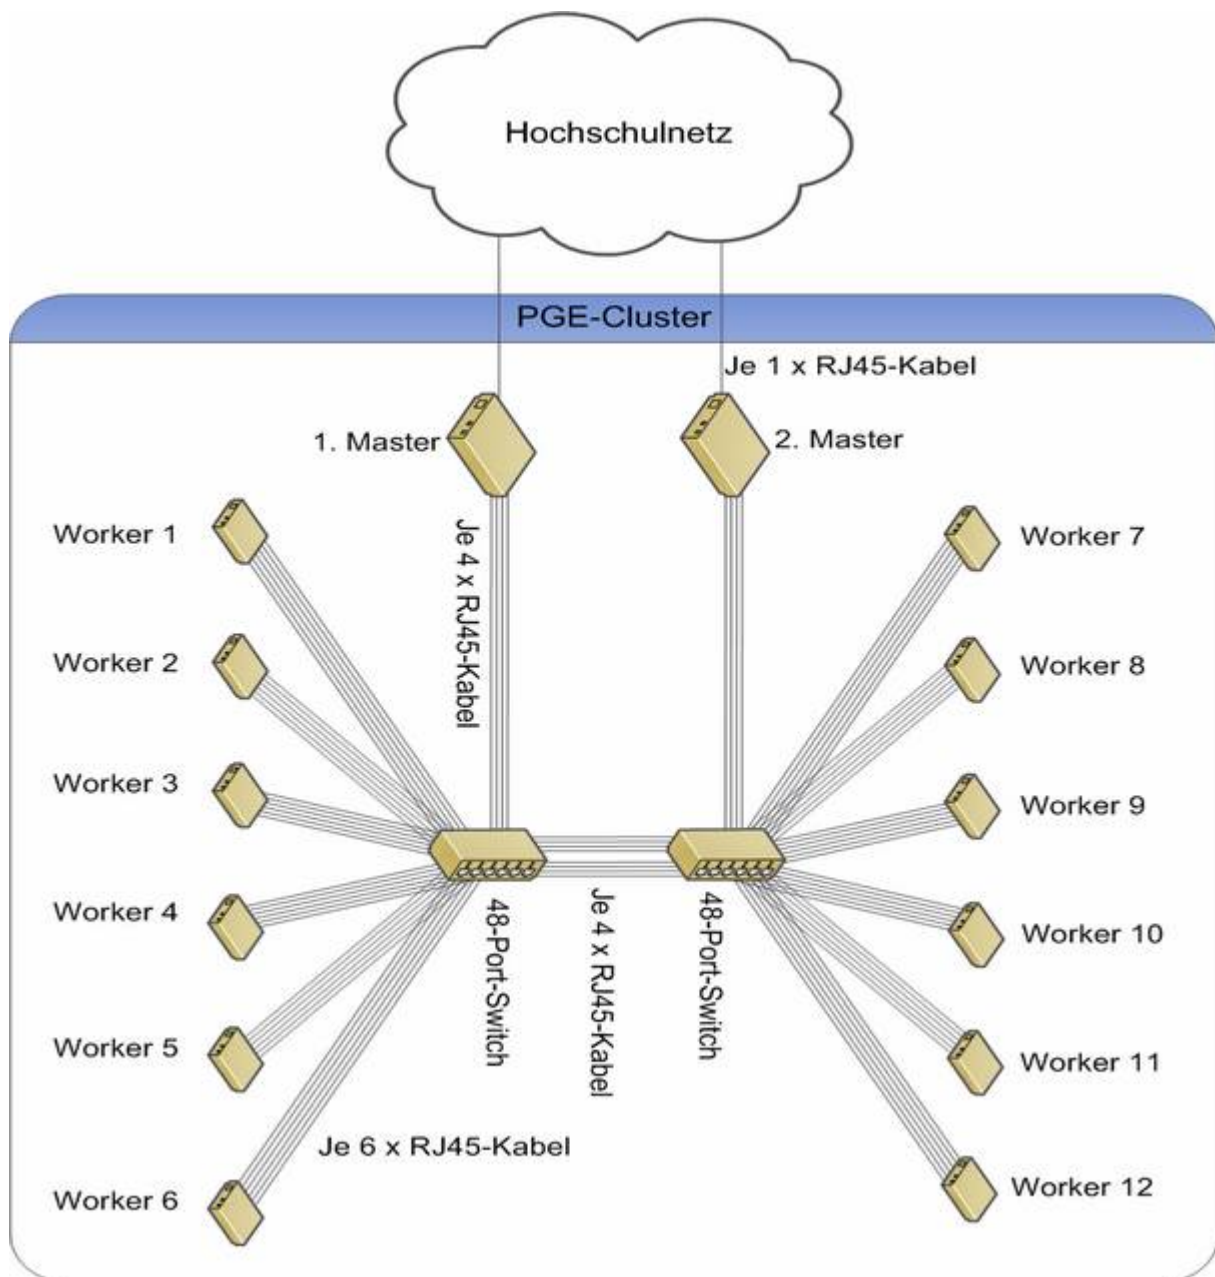 Hochschulnetz
PGE-Cluster
Je 1 x RJ45-Kabel
1. Master
2. Master
Je 4 x RJ45-Kabel
Worker 1
Worker 2
Worker 3
Worker 4
Worker 5
Worker 6
Worker 7
Worker 8
Worker 9
Worker 10
Worker 11
Worker 12
48-Port-Switch
Je 4 x RJ45-Kabel
48-Port-Switch
Je 6 x RJ45-Kabel